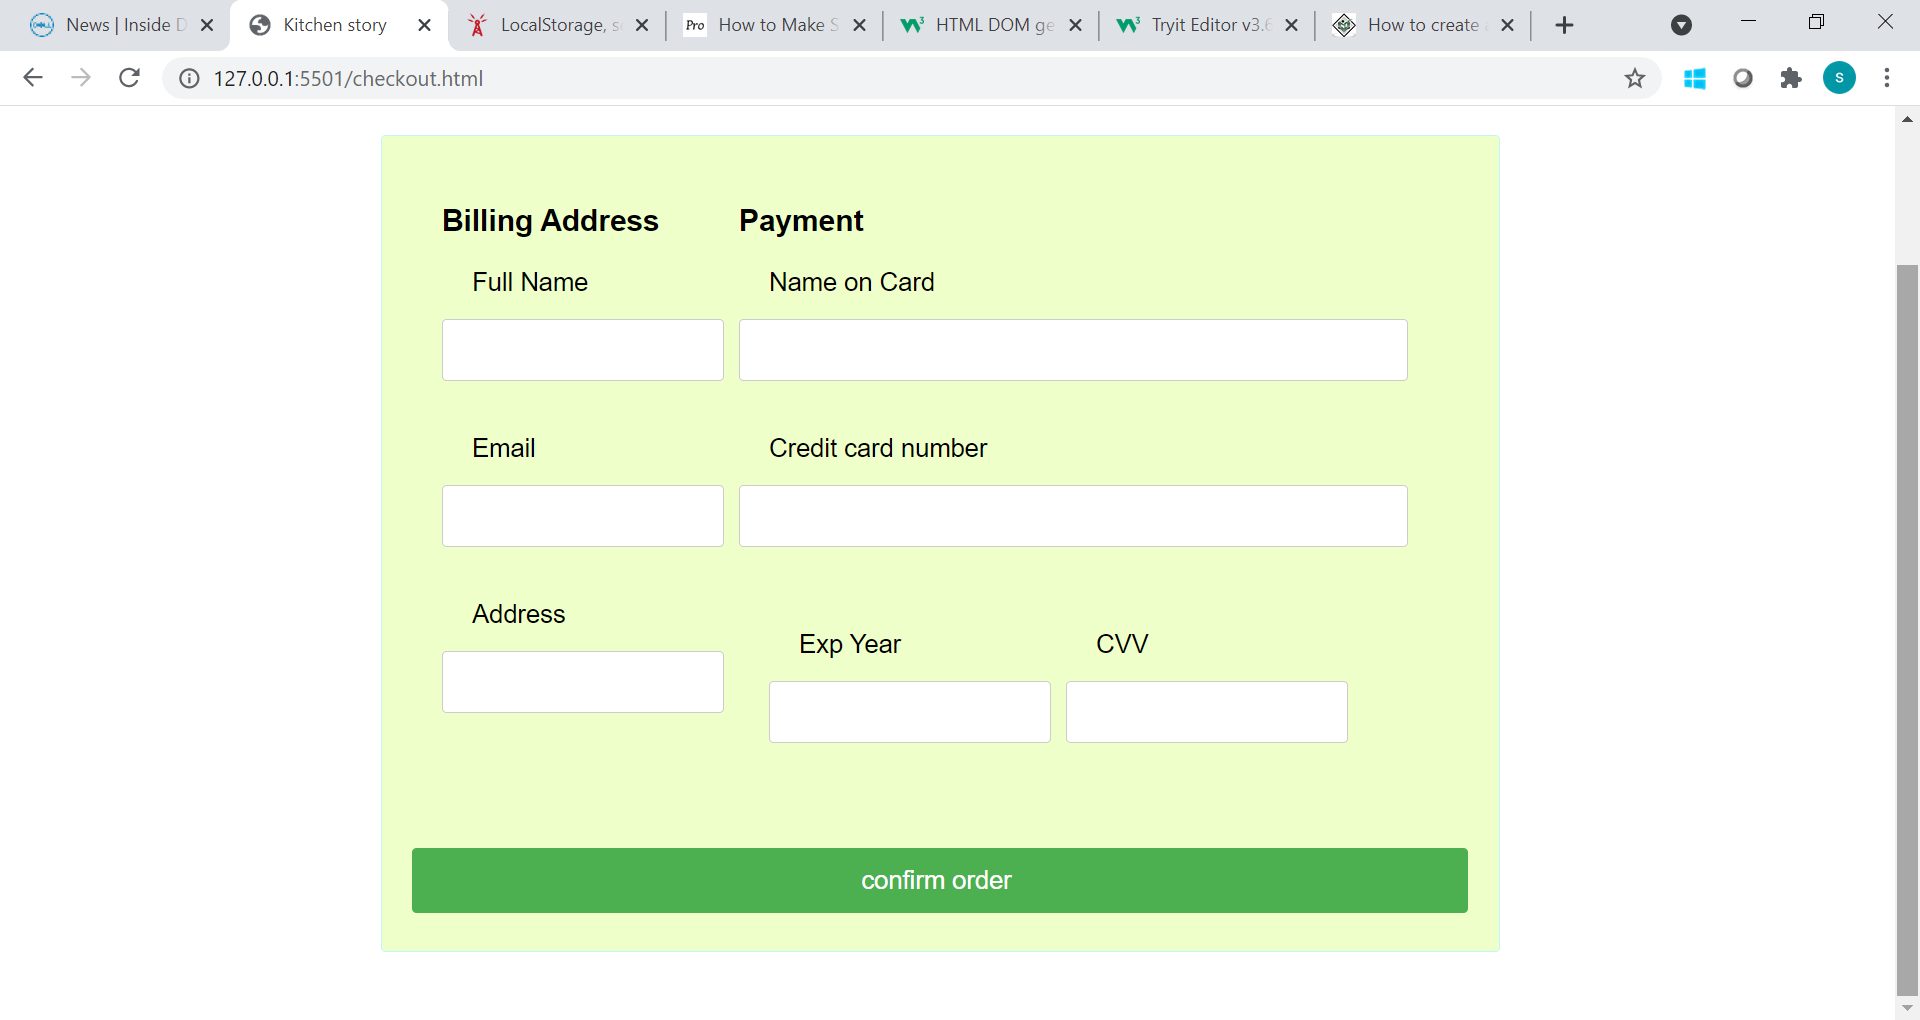 News | Inside D
Kitchen story
LocalStorage, s
Pro
How to Make S
HTML DOM ge
Tryit Editor v3.6
How to create
127.0.0.1:5501/checkout.html
S
Billing Address
Payment
Full Name
Name on Card
Email
Credit card number
Address
Exp Year
CVV
confirm order